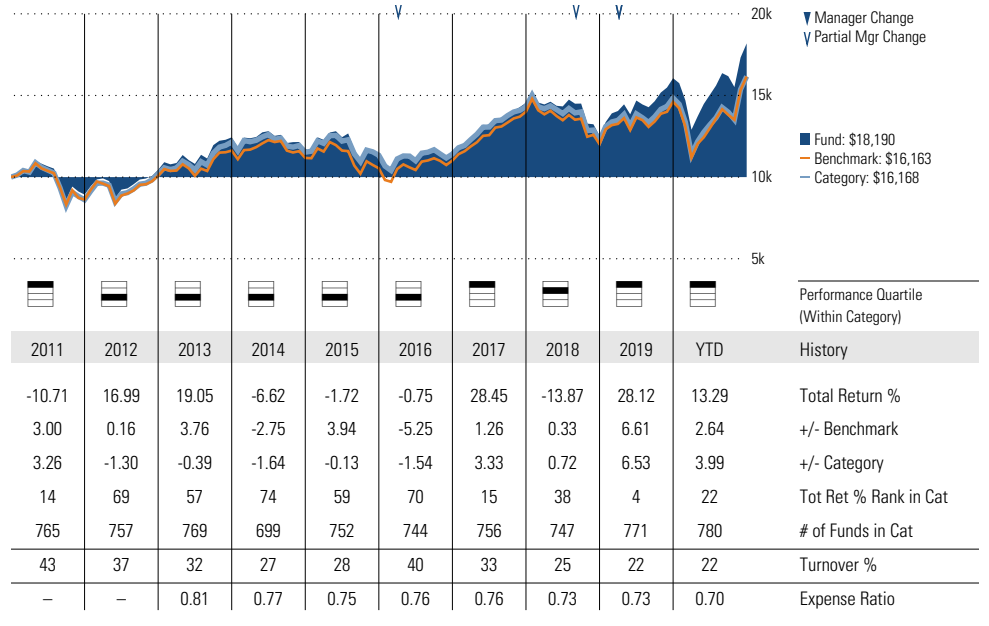 20k
15k
10k
5k
Manager Change
Partial Mgr Change
Fund: $18,190
Benchmark: $16,163
Category: $16,168
Performance Quartile
(Within Category)
2011 2012 2013 2014 2015 2016 2017 2018 2019 YTD History
-10.71 16.99 19.05 -6.62 -1.72 -0.75 28.45 -13.87 28.12 13.29 Total Return %
3.00 0.16 3.76 -2.75 3.94 -5.25 1.26 0.33 6.61 2.64 +/- Benchmark
3.26 -1.30 -0.39 -1.64 -0.13 -1.54 3.33 0.72 6.53 3.99 +/- Category
14 69 57 74 59 70 15 38 4 22 Tot Ret % Rank in Cat
765 757 769 699 752 744 756 747 771 780 # of Funds in Cat
43 37 32 27 28 40 33 25 22 22 Turnover %
– – 0.81 0.77 0.75 0.76 0.76 0.73 0.73 0.70 Expense Ratio